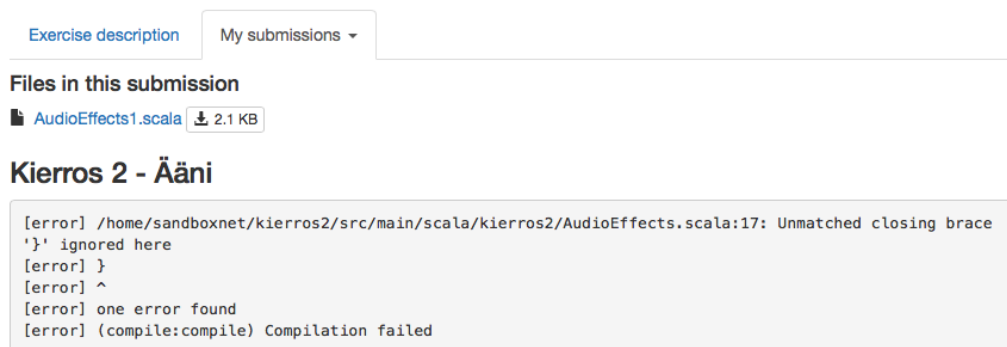 Exercise description
My submissions
Files in this submission
AudioEffects1.scala 2.1 KB
Kierros 2 - Ääni
[error] /home/sandboxnet/kierros2/src/main/scala/kierros2/AudioEffects.scala:17: Unmatched closing brace
'}' ignored here
[error] }
[error] ^
[error] one error found
[error] (compile:compile) Compilation failed